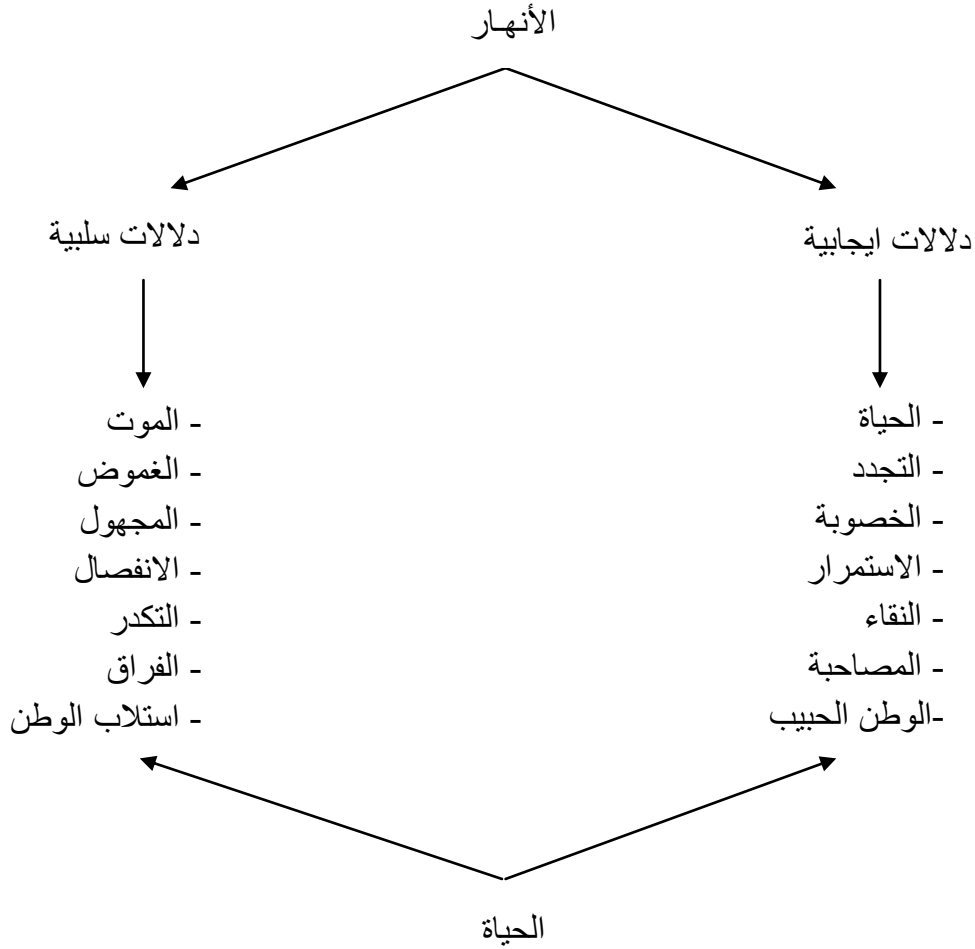 الأنهـار
دلالات ايجابية
دلالات سلبية
- الحياة
- التجدد
- الخصوبة
- الاستمرار
- النقاء
- المصاحبة
-الوطن الحبيب
- الموت
- الغموض
- المجهول
- الانفصال
- التكدر
- الفراق
- استلاب الوطن
الحياة